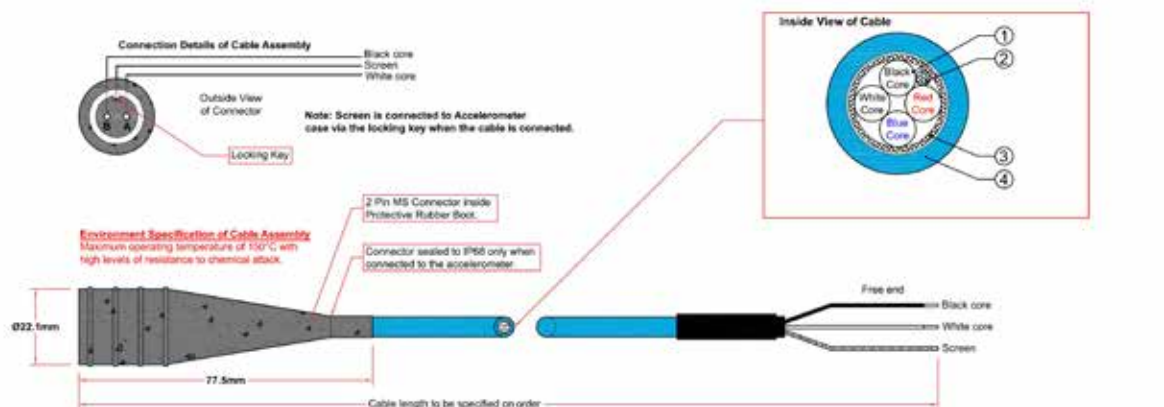 Inside View of Cable
1
2
Black
Core
White
Core
Red
Core
Blue
Core
3
4
Connection Details of Cable Assembly
Black core
Screen
White core
Outside View
of Connector
B A
Note: Screen is connected to Accelerometer
case via the locking key when the cable is connected.
Locking Key
2 Pin MS Connector inside
Protective Rubber Boot.
Environment Specification of Cable Assembly
Maximum operating temperature of 150°C with
high levels of resistance to chemical attack.
Connector sealed to IP68 only when
connected to the accelerometer
Free end
Black core
White core
Screen
Ø22.1mm
77.5mm
Cable length to be specified on order